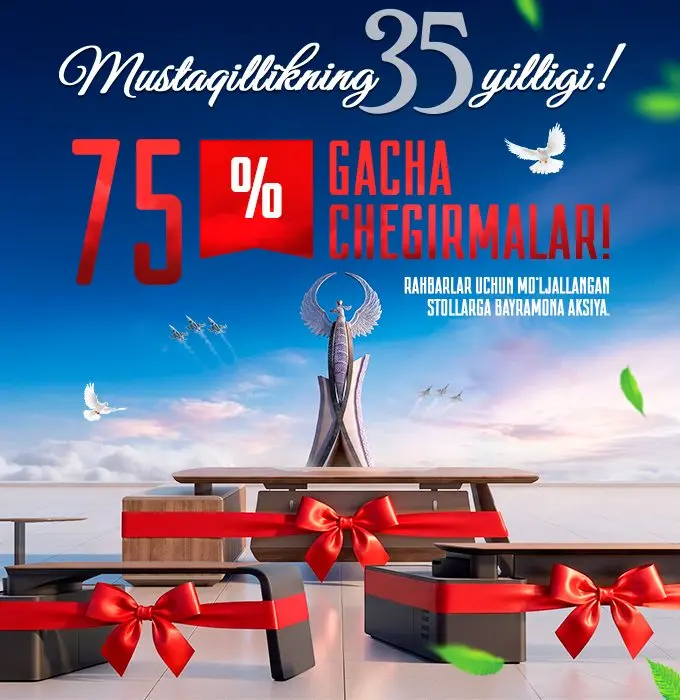 Mustaqillikning 35 yilligi!
75% GACHA
CHEGIRMALAR!
RAHBARLAR UCHUN MO'LJALLANGAN
STOLLARGA BAYRAMONA AKSIYA.